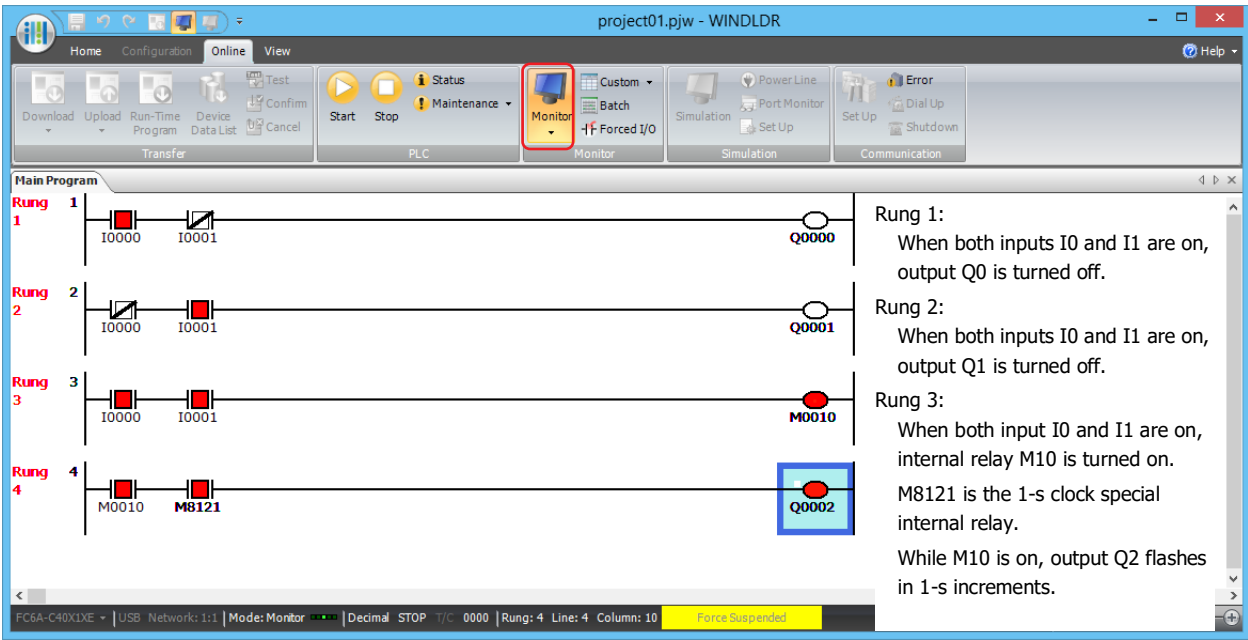 project01.pjw - WINDLDR
Home Configuration Online View
Help
Download
Upload
Run-Time Program
Device Data List
Test
Confirm
Cancel
Transfer
Start
Stop
Status
Maintenance
PLC
Monitor
Custom
Batch
Forced I/O
Monitor
Simulation
Power Line
Port Monitor
Set Up
Simulation
Set Up
Error
Dial Up
Shutdown
Communication
Main Program
Rung 1
1
I0000 I0001 Q0000
Rung 2
2
I0000 I0001 Q0001
Rung 3
3
I0000 I0001 M0010
Rung 4
4
M0010 M8121 Q0002
Rung 1:
When both inputs I0 and I1 are on,
output Q0 is turned off.
Rung 2:
When both inputs I0 and I1 are on,
output Q1 is turned off.
Rung 3:
When both input I0 and I1 are on,
internal relay M10 is turned on.
M8121 is the 1-s clock special
internal relay.
While M10 is on, output Q2 flashes
in 1-s increments.
FC6A-C40X1XE USB Network: 1:1 Mode: Monitor Decimal STOP T/C 0000 Rung: 4 Line: 4 Column: 10 Force Suspended